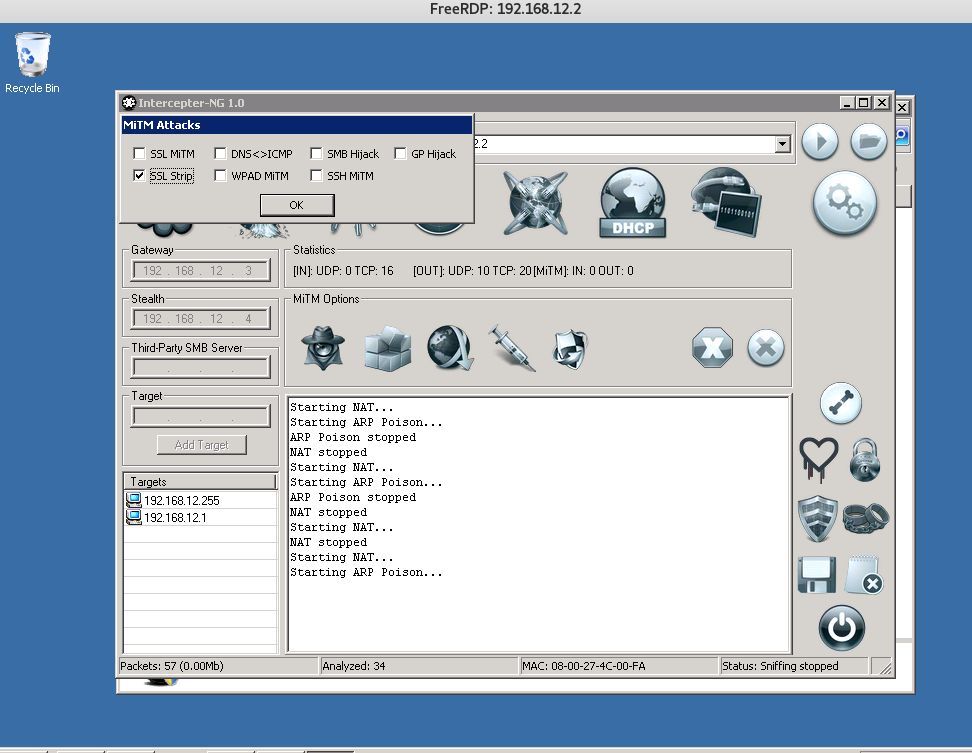 FreeRDP: 192.168.12.2
Recycle Bin
Intercepter-NG 1.0
MiTM Attacks
SSL MiTM DNS<>ICMP SMB Hijack GP Hijack
SSL Strip WPAD MiTM SSH MiTM
OK
2.2
DHCP
01101001
Gateway
192 . 168 . 12 . 3
Stealth
192 . 168 . 12 . 4
Third-Party SMB Server
. . .
Target
. . .
Add Target
Targets
192.168.12.255
192.168.12.1
Statistics
[IN]: UDP: 0 TCP: 16 [OUT]: UDP: 10 TCP: 20[MiTM]: IN: 0 OUT: 0
MiTM Options
Starting NAT...
Starting ARP Poison...
ARP Poison stopped
NAT stopped
Starting NAT...
Starting ARP Poison...
ARP Poison stopped
NAT stopped
Starting NAT...
NAT stopped
Starting NAT...
Starting ARP Poison...
Packets: 57 (0.00Mb) Analyzed: 34 MAC: 08-00-27-4C-00-FA Status: Sniffing stopped